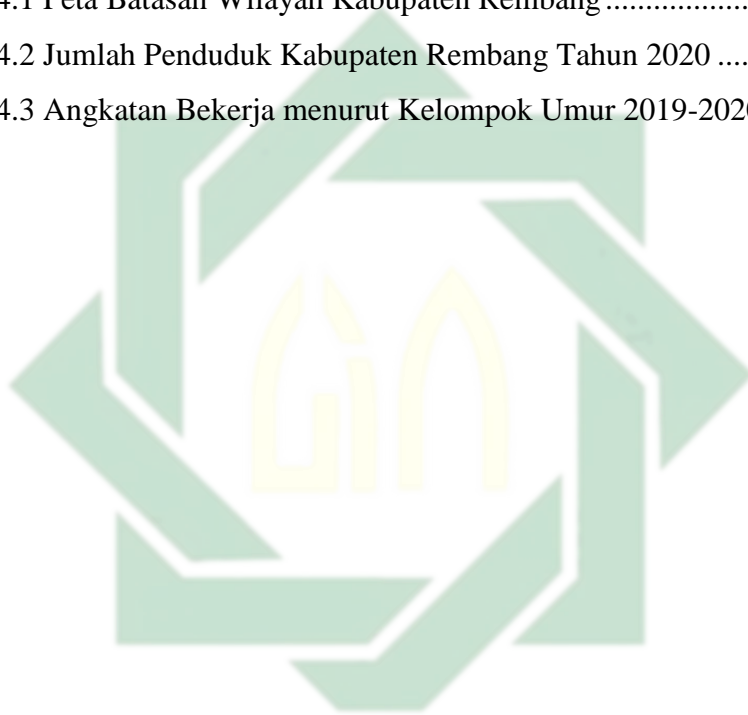 4.1 Peta Batasan Wilayah Kabupaten Rembang ..................
4.2 Jumlah Penduduk Kabupaten Rembang Tahun 2020 ....
4.3 Angkatan Bekerja menurut Kelompok Umur 2019-2020
UIN